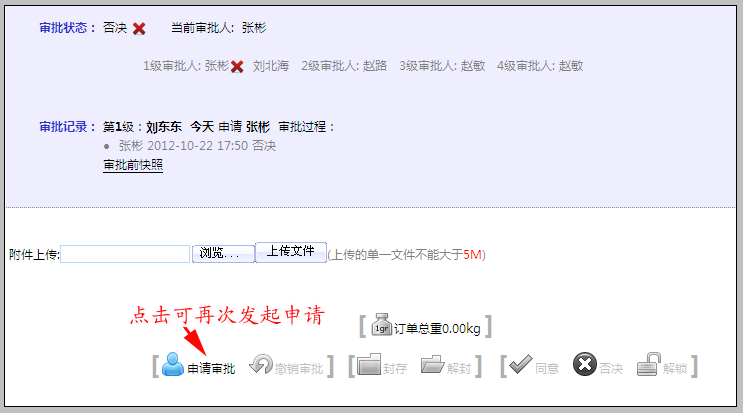 审批状态： 否决 当前审批人: 张彬
1级审批人: 张彬 刘北海 2级审批人: 赵路 3级审批人: 赵敏 4级审批人: 赵敏
审批记录： 第1级：刘东东 今天 申请 张彬 审批过程：
● 张彬 2012-10-22 17:50 否决
审批前快照
附件上传: 浏览... 上传文件 (上传的单一文件不能大于5M)
点击可再次发起申请
[ 1gr 订单总重0.00kg ]
[ 申请审批 撤销审批 ] [ 封存 解封 ] [ 同意 否决 解锁 ]